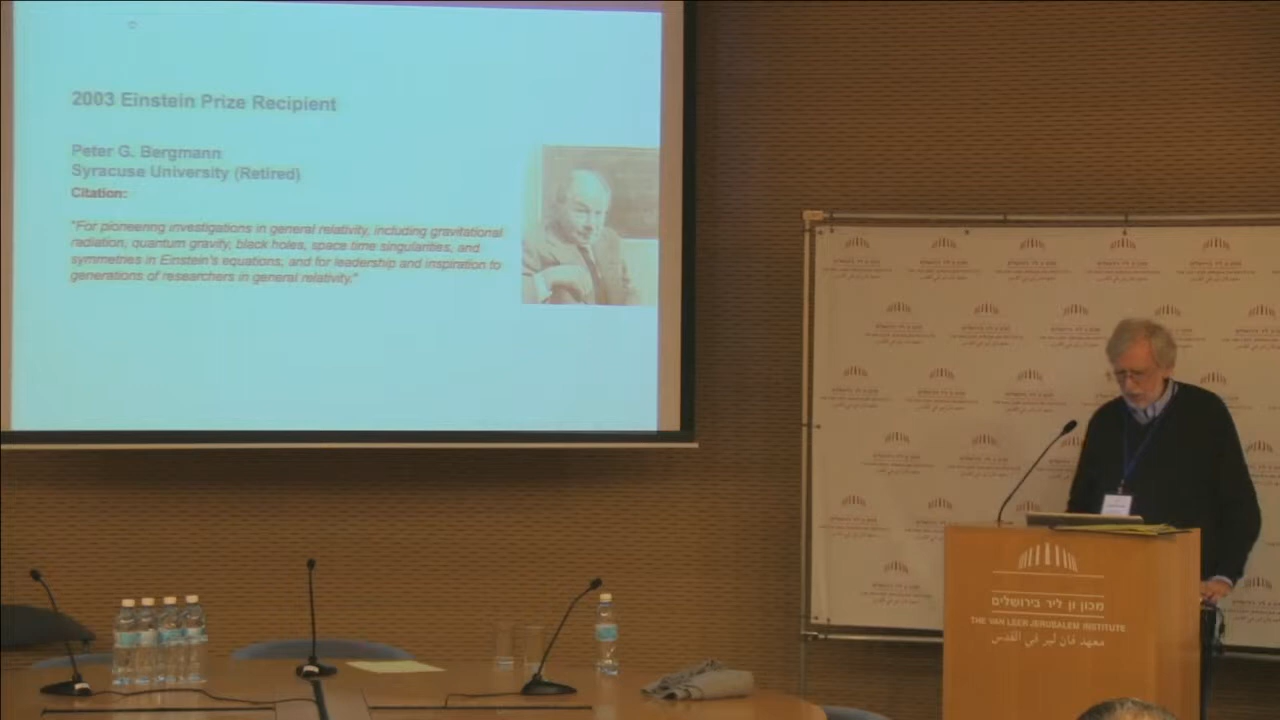 2003 Einstein Prize Recipient
Peter G. Bergmann
Syracuse University (Retired)
Citation:
"For pioneering investigations in general relativity, including gravitational
radiation, quantum gravity, black holes, space time singularities, and
symmetries in Einstein's equations; and for leadership and inspiration to
generations of researchers in general relativity."
מכון ון ליר בירושלים
THE VAN LEER JERUSALEM INSTITUTE
معهد فان لير في القدس